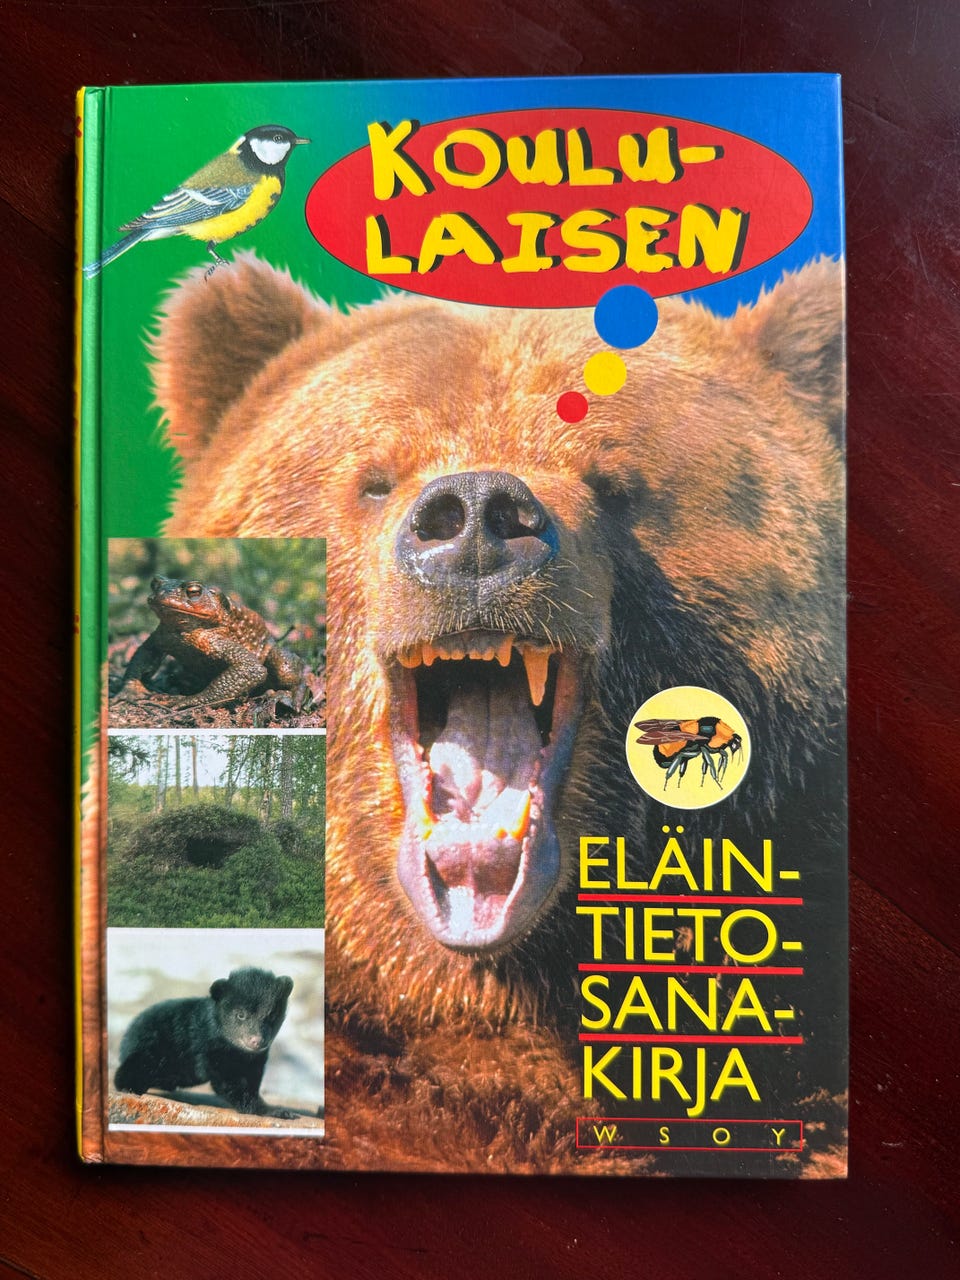 KOULU-
LAISEN
ELÄIN-
TIETO-
SANA-
KIRJA
WSOY